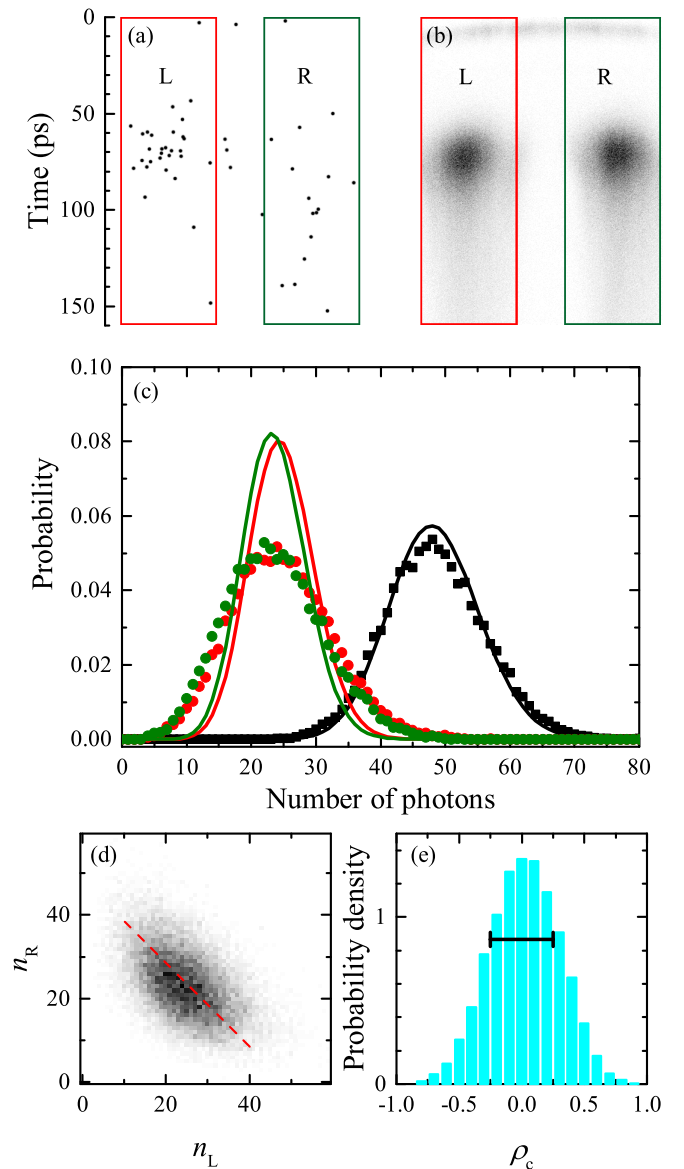 0
50
100
150
Time (ps)
(a)
L
R
(b)
L
R
0.10
0.08
0.06
0.04
0.02
0.00
Probability
(c)
0 10 20 30 40 50 60 70 80
Number of photons
(d)
40
20
0
n_R
0 20 40
n_L
(e)
1
0
Probability density
-1.0 -0.5 0.0 0.5 1.0
ρ_c